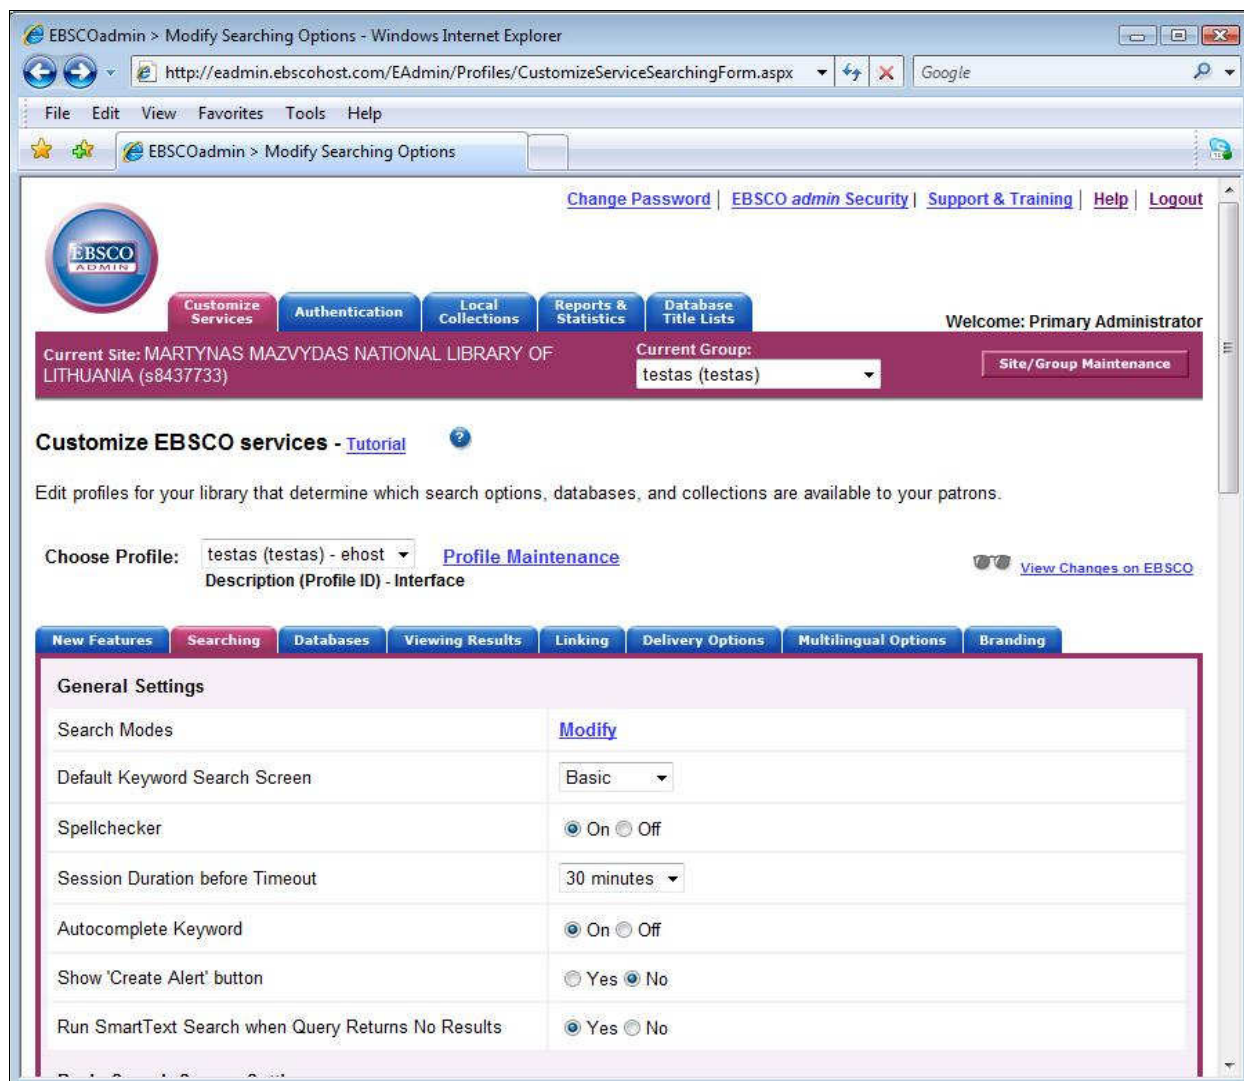 EBSCOadmin > Modify Searching Options - Windows Internet Explorer
http://eadmin.ebscohost.com/EAdmin/Profiles/CustomizeServiceSearchingForm.aspx Google
File Edit View Favorites Tools Help
EBSCOadmin > Modify Searching Options
Change Password | EBSCO admin Security | Support & Training | Help | Logout
EBSCO
ADMIN
Customize Services Authentication Local Collections Reports & Statistics Database Title Lists
Welcome: Primary Administrator
Current Site: MARTYNAS MAZVYDAS NATIONAL LIBRARY OF
LITHUANIA (s8437733)
Current Group:
testas (testas)
Site/Group Maintenance
Customize EBSCO services - Tutorial ?
Edit profiles for your library that determine which search options, databases, and collections are available to your patrons.
Choose Profile: testas (testas) - ehost Profile Maintenance
Description (Profile ID) - Interface
View Changes on EBSCO
New Features Searching Databases Viewing Results Linking Delivery Options Multilingual Options Branding
General Settings
Search Modes Modify
Default Keyword Search Screen Basic
Spellchecker On Off
Session Duration before Timeout 30 minutes
Autocomplete Keyword On Off
Show 'Create Alert' button Yes No
Run SmartText Search when Query Returns No Results Yes No